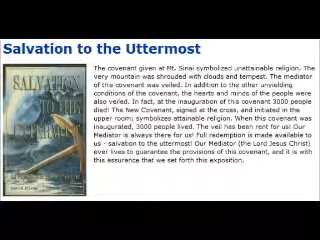 Salvation to the Uttermost
The covenant given at Mt. Sinai symbolized unattainable religion. The
very mountain was shrouded with clouds and tempest. The mediator
of this covenant was veiled. In addition to the other unyielding
conditions of the covenant, the hearts and minds of the people were
also veiled. In fact, at the inauguration of this covenant 3000 people
died! The New Covenant, signed at the cross, and initiated in the
upper room; symbolizes attainable religion. When this covenant was
inaugurated, 3000 people lived. The veil has been rent for us! Our
Mediator is always there for us! Full redemption is made available to
us - salvation to the uttermost! Our Mediator (the Lord Jesus Christ)
ever lives to guarantee the provisions of this covenant, and it is with
this assurance that we set forth this exposition.
SALVATION
TO THE
UTTERMOST